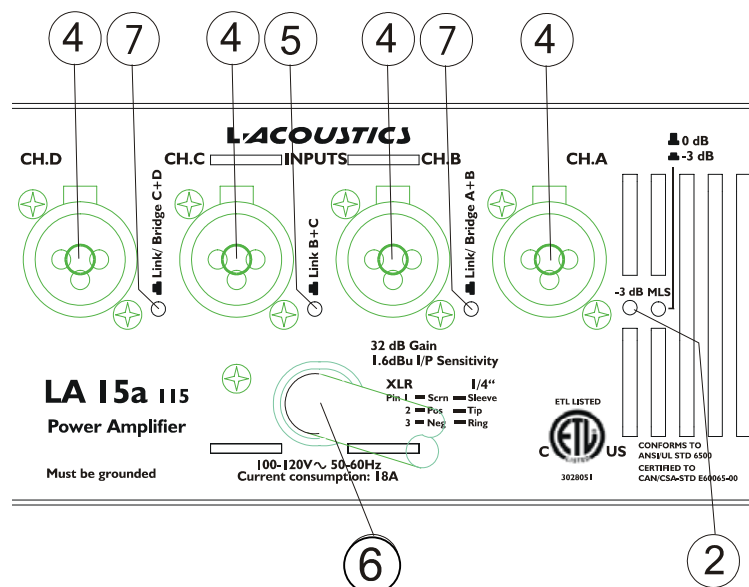 4 7 4 5 4 7 4
L-ACOUSTICS
0 dB
-3 dB
CH.D CH.C INPUTS CH.B CH.A
Link/ Bridge C+D
Link B+C
Link/ Bridge A+B
-3 dB MLS
32 dB Gain
1.6dBu I/P Sensitivity
LA 15a 115
Power Amplifier
XLR 1/4“
Pin 1 Scrn Sleeve
2 Pos Tip
3 Neg Ring
ETL LISTED
C ETL US
LISTED
CONFORMS TO
ANSI/UL STD 6500
CERTIFIED TO
CAN/CSA-STD E60065-00
3028051
Must be grounded
100-120V~ 50-60Hz
Current consumption: 18A
6 2